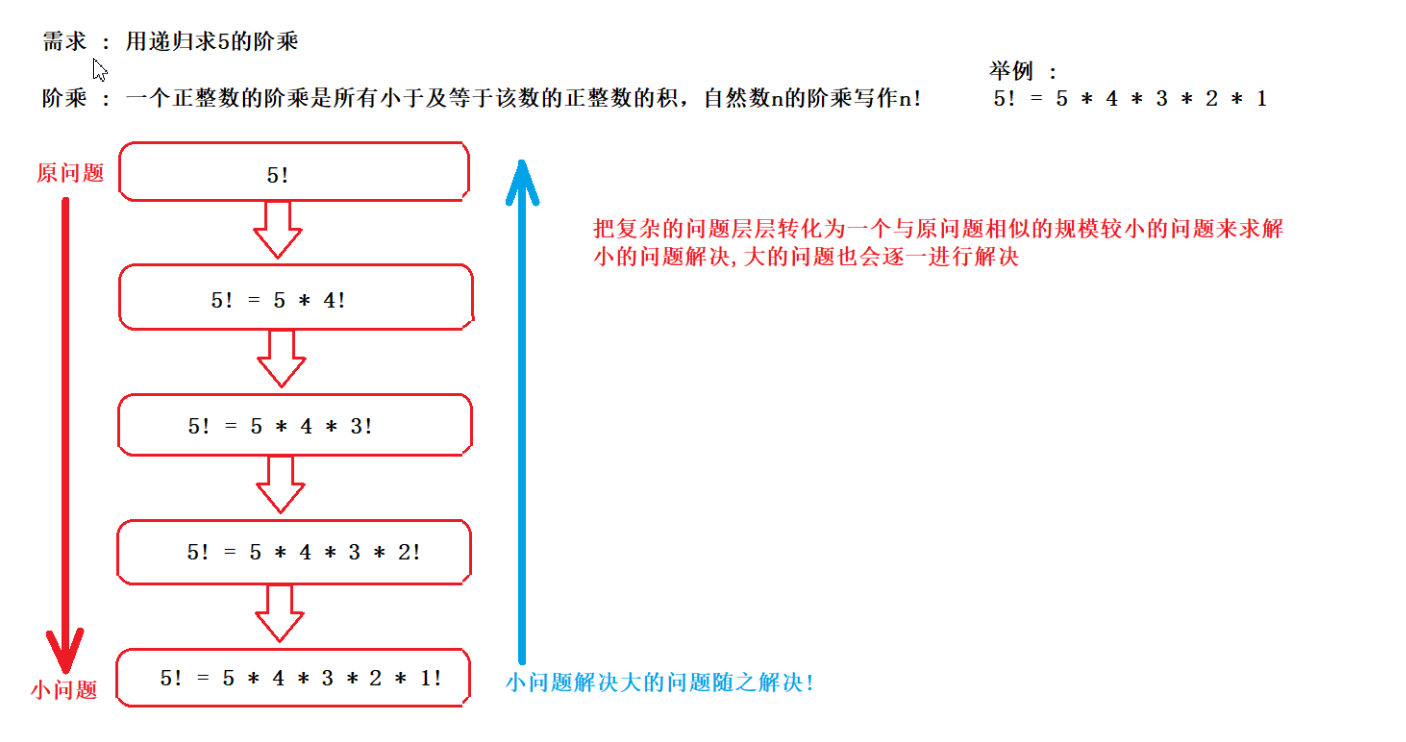 需求 : 用递归求5的阶乘
阶乘 : 一个正整数的阶乘是所有小于及等于该数的正整数的积，自然数n的阶乘写作n!
举例 :
5! = 5 * 4 * 3 * 2 * 1
原问题
5!
把复杂的问题层层转化为一个与原问题相似的规模较小的问题来求解
小的问题解决,大的问题也会逐一进行解决
5! = 5 * 4!
5! = 5 * 4 * 3!
5! = 5 * 4 * 3 * 2!
5! = 5 * 4 * 3 * 2 * 1!
小问题
小问题解决大的问题随之解决!